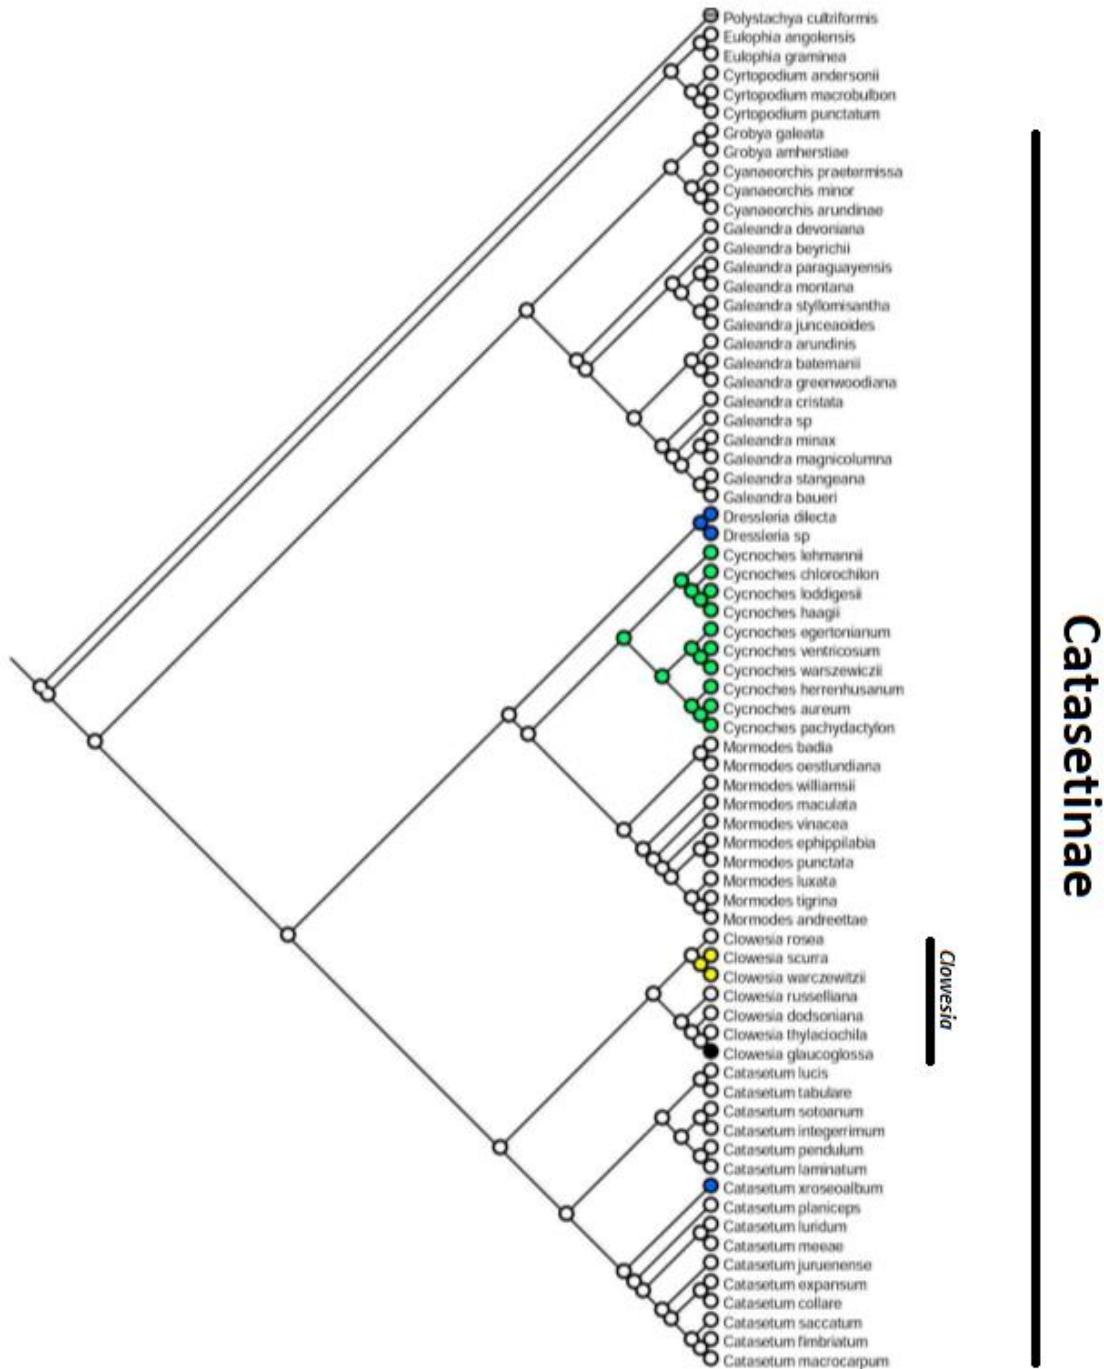 Polystachya cultriformis
Eulophia angolensis
Eulophia graminea
Cyrtopodium andersonii
Cyrtopodium macrobulbon
Cyrtopodium punctatum
Grobya galeata
Grobya amherstiae
Cyanaeorchis praetermissa
Cyanaeorchis minor
Cyanaeorchis arundinae
Galeandra devoniana
Galeandra beyrichii
Galeandra paraguayensis
Galeandra montana
Galeandra styllomisantha
Galeandra junceaoides
Galeandra arundinis
Galeandra batemanii
Galeandra greenwoodiana
Galeandra cristata
Galeandra sp
Galeandra minax
Galeandra magnicolumna
Galeandra stangeana
Galeandra baueri
Dressleria dilecta
Dressleria sp
Cycnoches lehmannii
Cycnoches chlorochilon
Cycnoches loddigesii
Cycnoches haagii
Cycnoches egertonianum
Cycnoches ventricosum
Cycnoches warszewiczii
Cycnoches herrenhusanum
Cycnoches aureum
Cycnoches pachydactylon
Mormodes badia
Mormodes oestlundiana
Mormodes williamsii
Mormodes maculata
Mormodes vinacea
Mormodes ephippilabia
Mormodes punctata
Mormodes luxata
Mormodes tigrina
Mormodes andreettae
Clowesia rosea
Clowesia scurra
Clowesia warczewitzii
Clowesia russelliana
Clowesia dodsoniana
Clowesia thylaciochila
Clowesia glaucoglossa
Catasetum lucis
Catasetum tabulare
Catasetum sotoanum
Catasetum integerrimum
Catasetum pendulum
Catasetum laminatum
Catasetum xroseoalbum
Catasetum planiceps
Catasetum luridum
Catasetum meeae
Catasetum juruenense
Catasetum expansum
Catasetum collare
Catasetum saccatum
Catasetum fimbriatum
Catasetum macrocarpum
Clowesia
Catasetinae